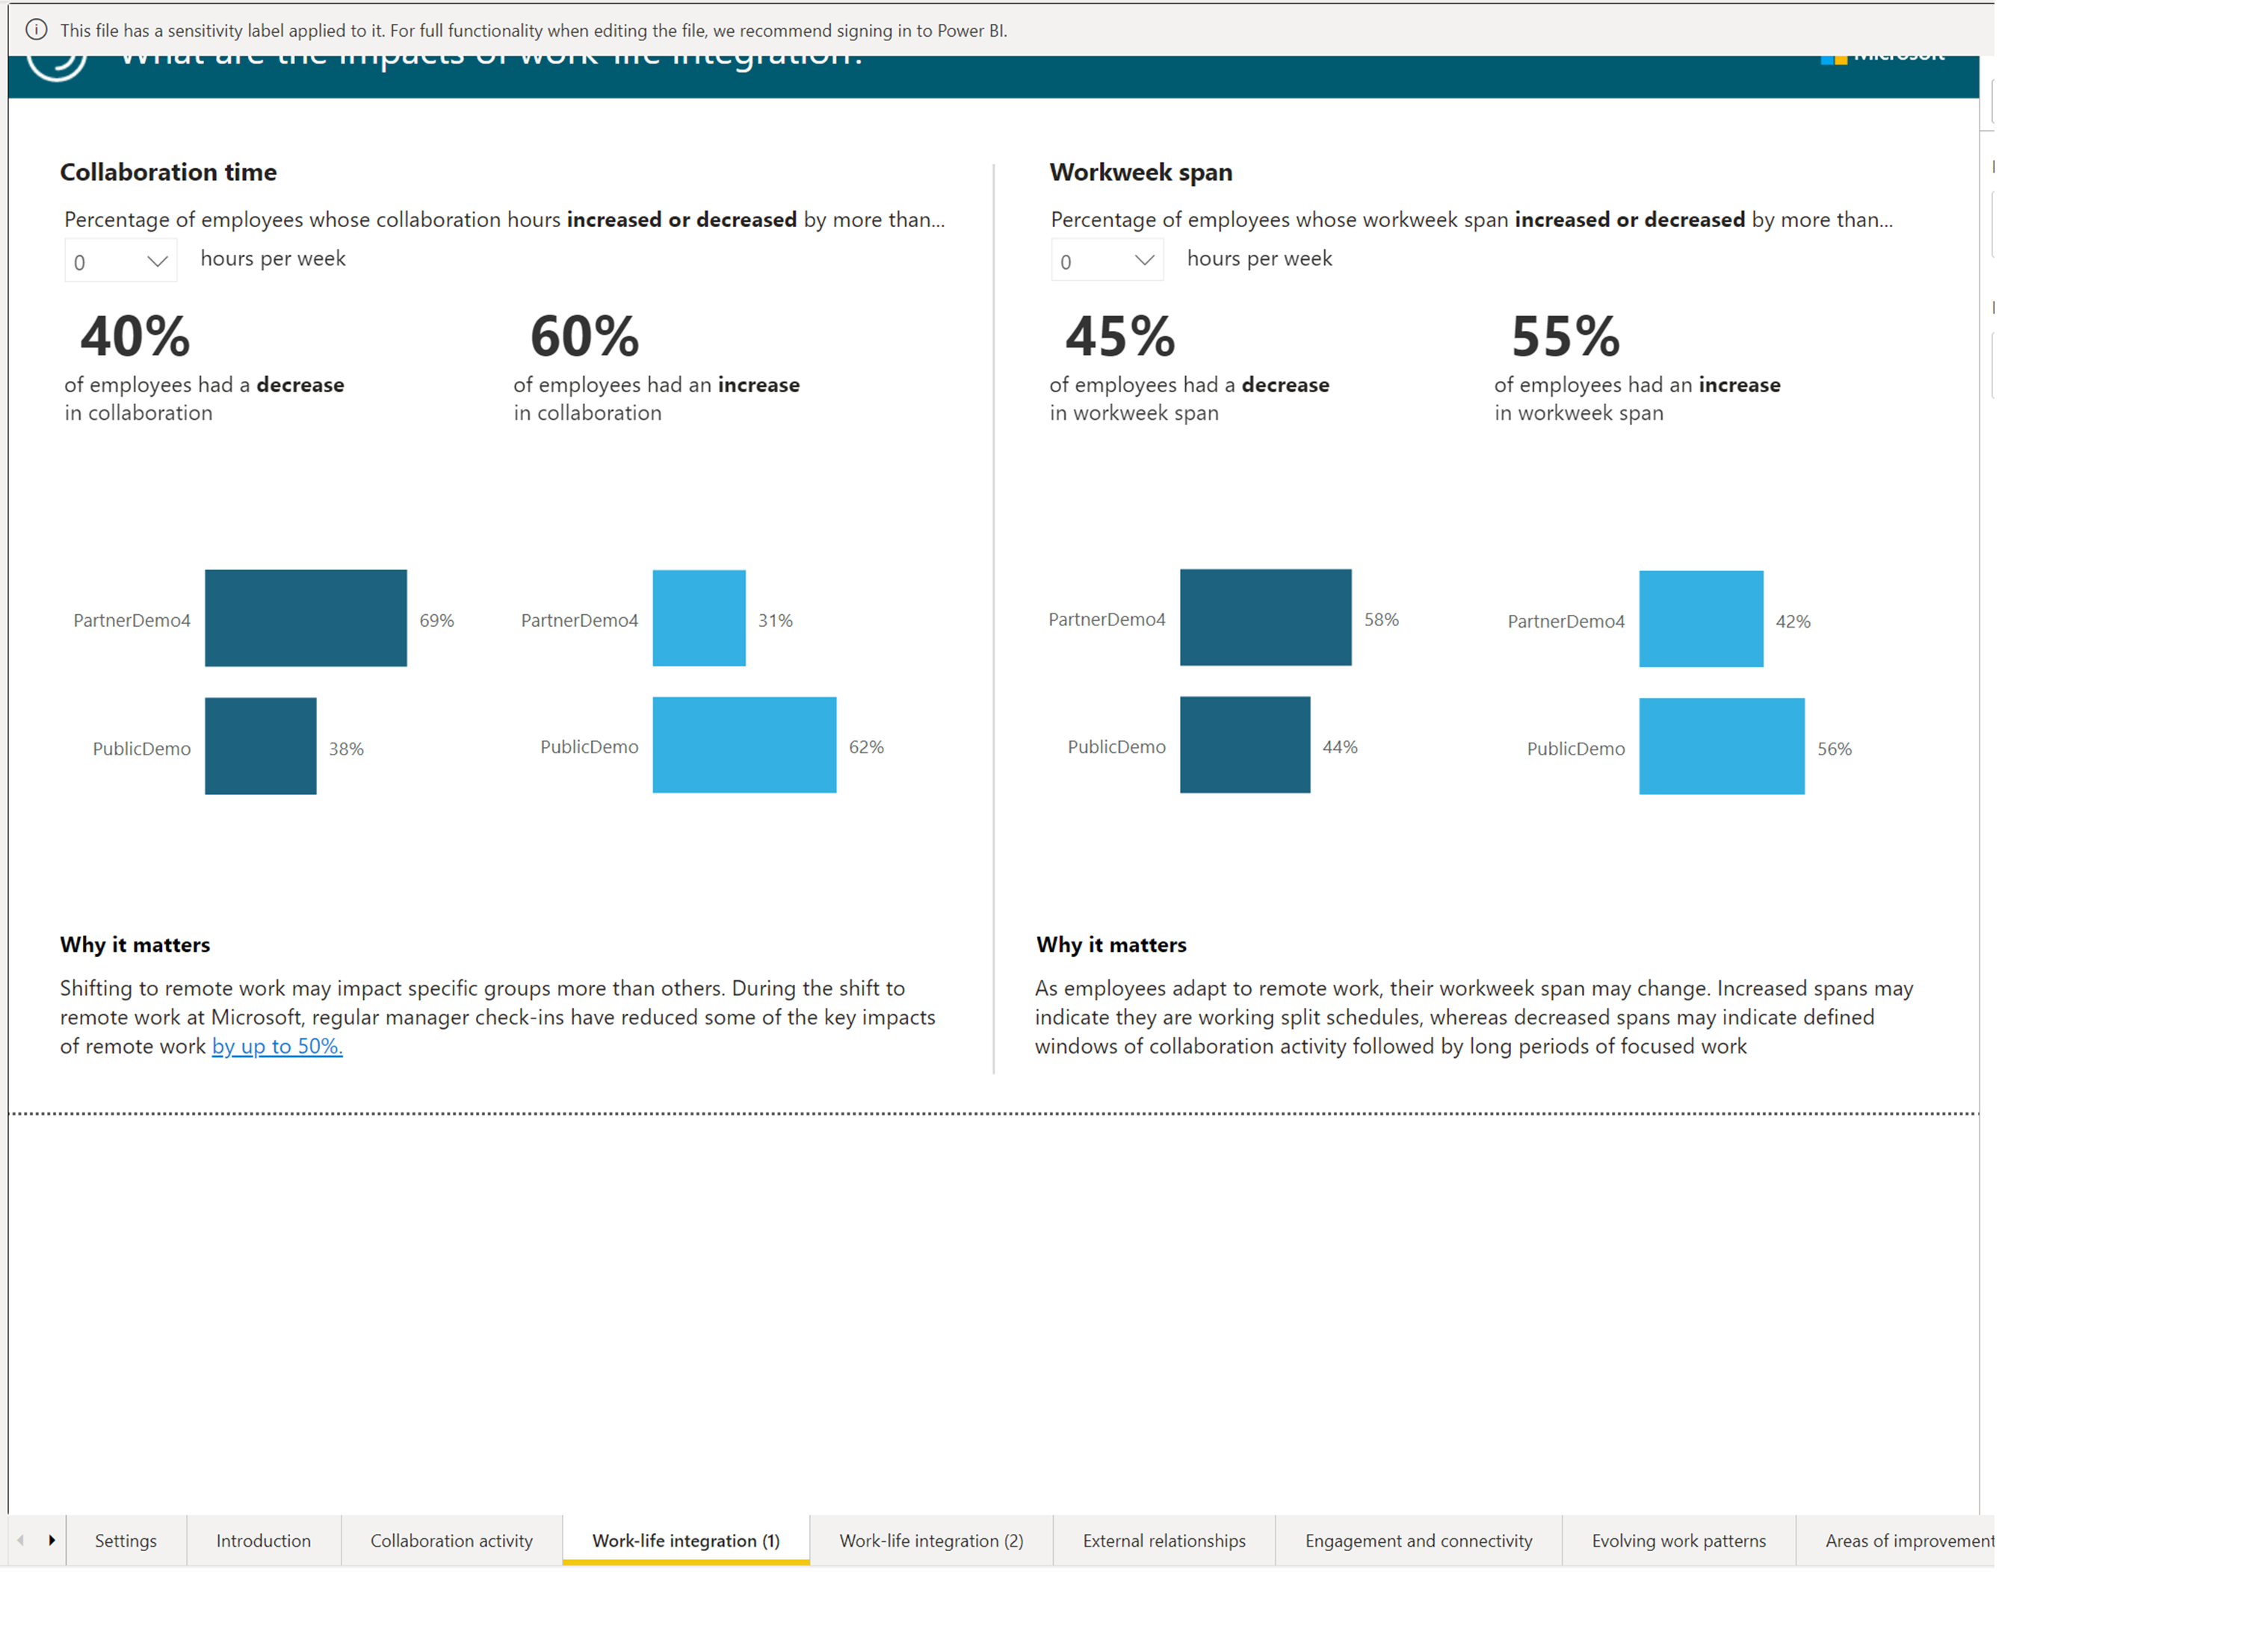 This file has a sensitivity label applied to it. For full functionality when editing the file, we recommend signing in to Power BI.
What are the impacts of work-life integration?
Microsoft
Collaboration time
Percentage of employees whose collaboration hours increased or decreased by more than...
0
hours per week
40%
of employees had a decrease
in collaboration
60%
of employees had an increase
in collaboration
PartnerDemo4
69%
PublicDemo
38%
PartnerDemo4
31%
PublicDemo
62%
Why it matters
Shifting to remote work may impact specific groups more than others. During the shift to
remote work at Microsoft, regular manager check-ins have reduced some of the key impacts
of remote work by up to 50%.
Workweek span
Percentage of employees whose workweek span increased or decreased by more than...
0
hours per week
45%
of employees had a decrease
in workweek span
55%
of employees had an increase
in workweek span
PartnerDemo4
58%
PublicDemo
44%
PartnerDemo4
42%
PublicDemo
56%
Why it matters
As employees adapt to remote work, their workweek span may change. Increased spans may
indicate they are working split schedules, whereas decreased spans may indicate defined
windows of collaboration activity followed by long periods of focused work
Settings
Introduction
Collaboration activity
Work-life integration (1)
Work-life integration (2)
External relationships
Engagement and connectivity
Evolving work patterns
Areas of improvement